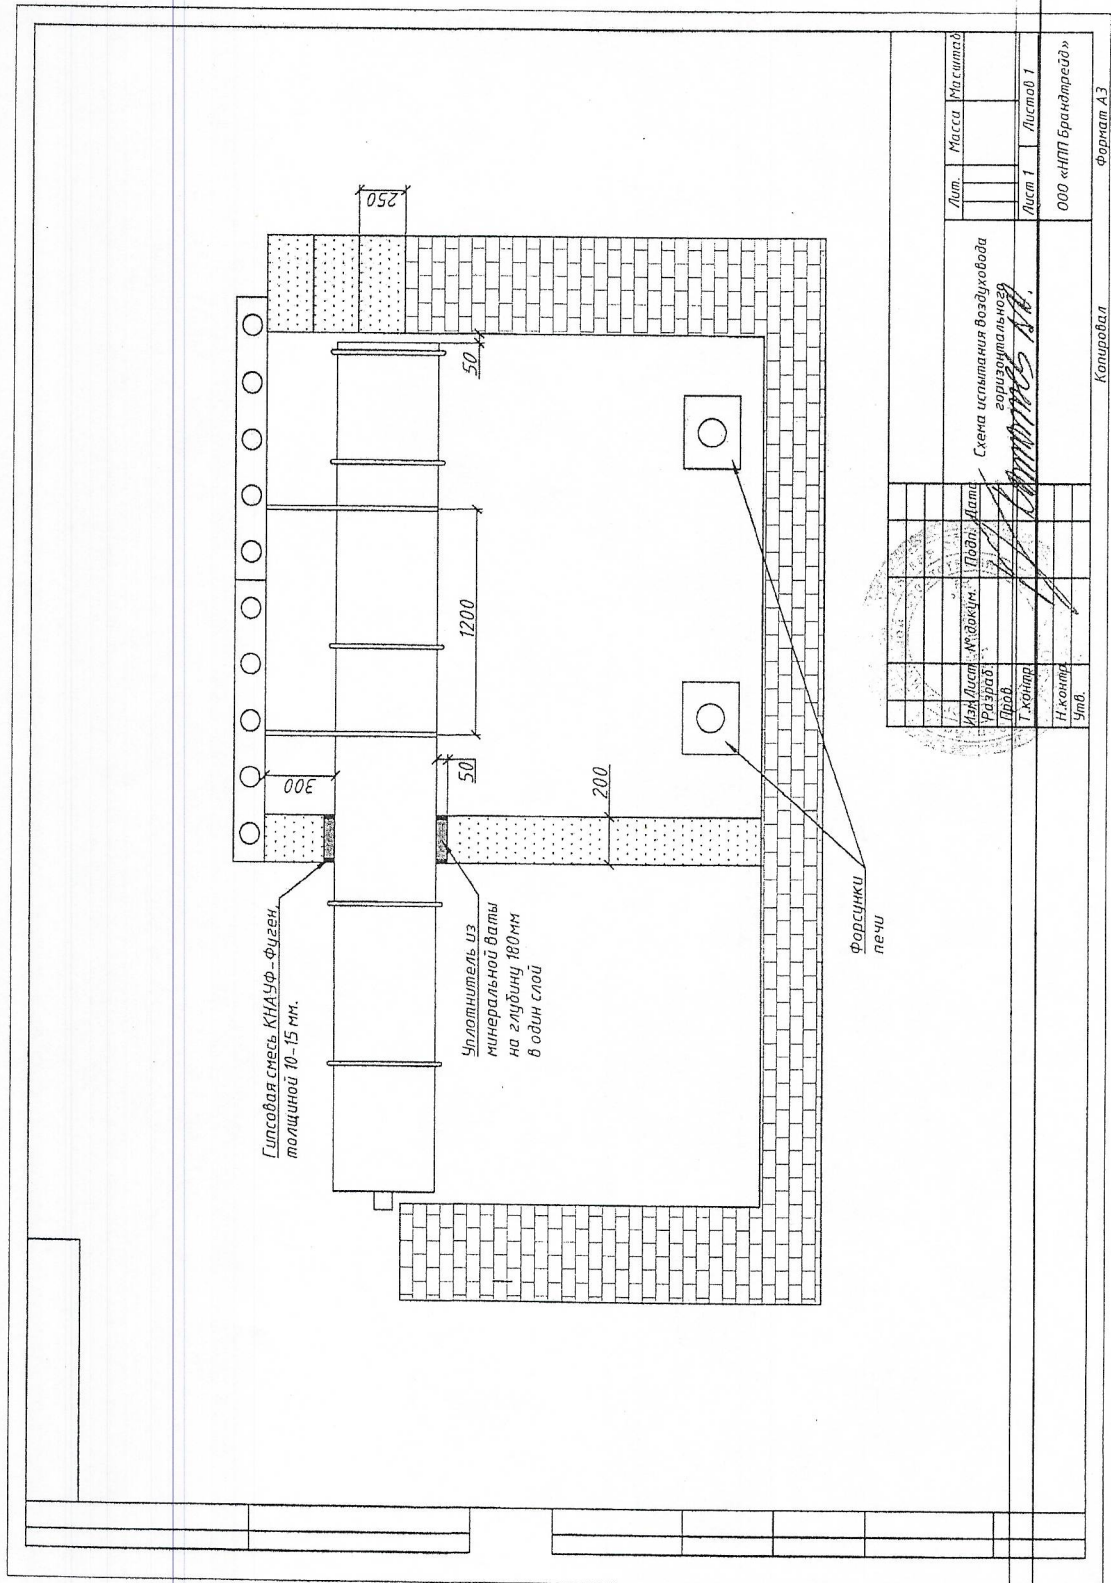 Гипсовая смесь КНАУФ-Фуген,
толщиной 10-15 мм.
300
Уплотнитель из
минеральной ваты
на глубину 180мм
в один слой
50
1200
50
250
200
Форсунки
печи
Изм.
Лист
№ докум.
Подп.
Дата
Разраб.
Пров.
Т.контр.
Н.контр.
Утв.
Схема испытания воздуховода
горизонтального
Лит.
Масса
Масштаб
Лист 1
Листов 1
ООО «НПП Брандтрейд»
Копировал
Формат А3